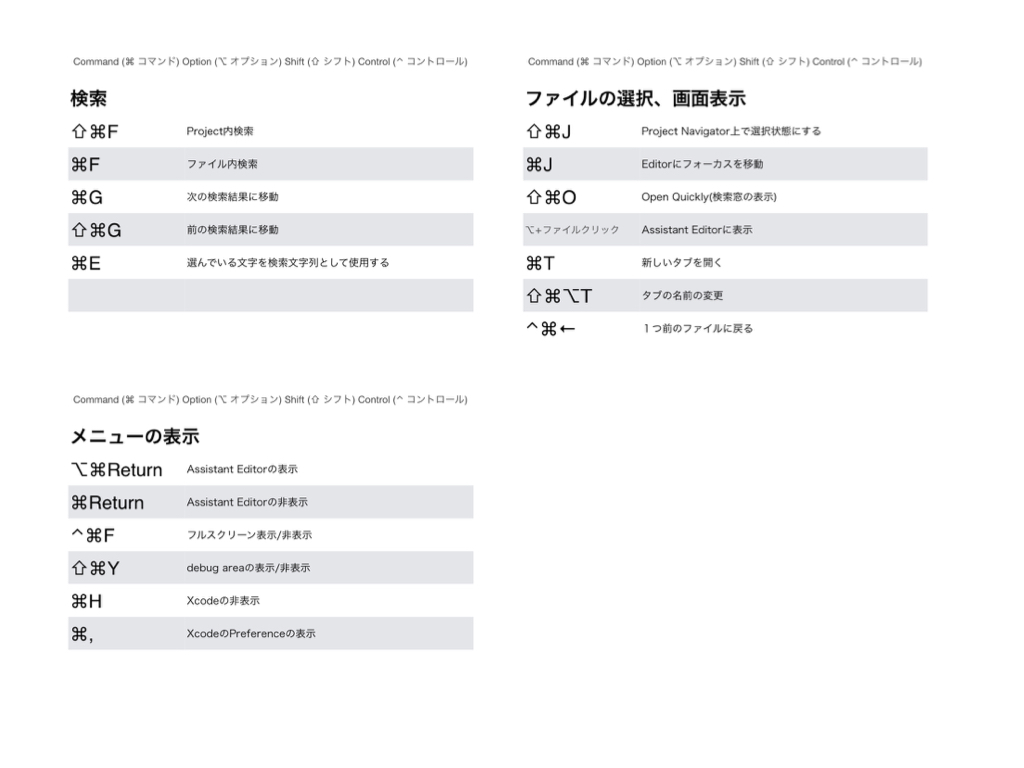 Command (⌘ コマンド) Option (⌥ オプション) Shift (⇧ シフト) Control (^ コントロール)
検索
⇧⌘F Project内検索
⌘F ファイル内検索
⌘G 次の検索結果に移動
⇧⌘G 前の検索結果に移動
⌘E 選んでいる文字を検索文字列として使用する
Command (⌘ コマンド) Option (⌥ オプション) Shift (⇧ シフト) Control (^ コントロール)
ファイルの選択、画面表示
⇧⌘J Project Navigator上で選択状態にする
⌘J Editorにフォーカスを移動
⇧⌘O Open Quickly(検索窓の表示)
⌥+ファイルクリック Assistant Editorに表示
⌘T 新しいタブを開く
⇧⌘⌥T タブの名前の変更
^⌘← １つ前のファイルに戻る
Command (⌘ コマンド) Option (⌥ オプション) Shift (⇧ シフト) Control (^ コントロール)
メニューの表示
⌥⌘Return Assistant Editorの表示
⌘Return Assistant Editorの非表示
^⌘F フルスクリーン表示/非表示
⇧⌘Y debug areaの表示/非表示
⌘H Xcodeの非表示
⌘, XcodeのPreferenceの表示